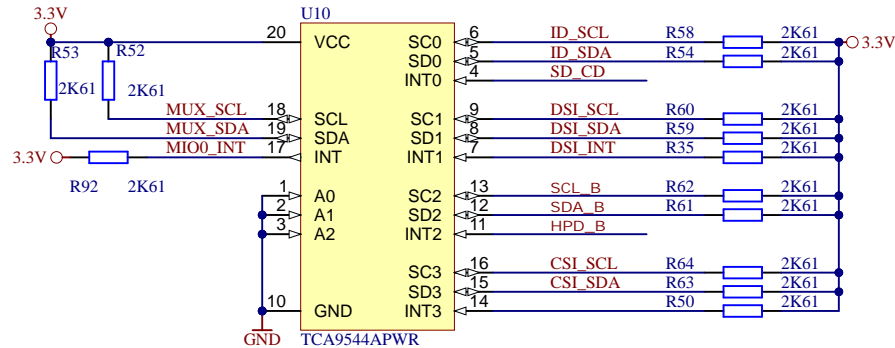 3.3V
U10
R53
R52
2K61
2K61
20
VCC
MUX_SCL
18
SCL
MUX_SDA
19
SDA
3.3V
MIO0_INT
17
INT
R92
2K61
1
A0
2
A1
3
A2
10
GND
GND
TCA9544APWR
SC0
6
ID_SCL
R58
2K61
3.3V
SD0
5
ID_SDA
R54
2K61
INT0
4
SD_CD
SC1
9
DSI_SCL
R60
2K61
SD1
8
DSI_SDA
R59
2K61
INT1
7
DSI_INT
R35
2K61
SC2
13
SCL_B
R62
2K61
SD2
12
SDA_B
R61
2K61
INT2
11
HPD_B
SC3
16
CSI_SCL
R64
2K61
SD3
15
CSI_SDA
R63
2K61
INT3
14
R50
2K61